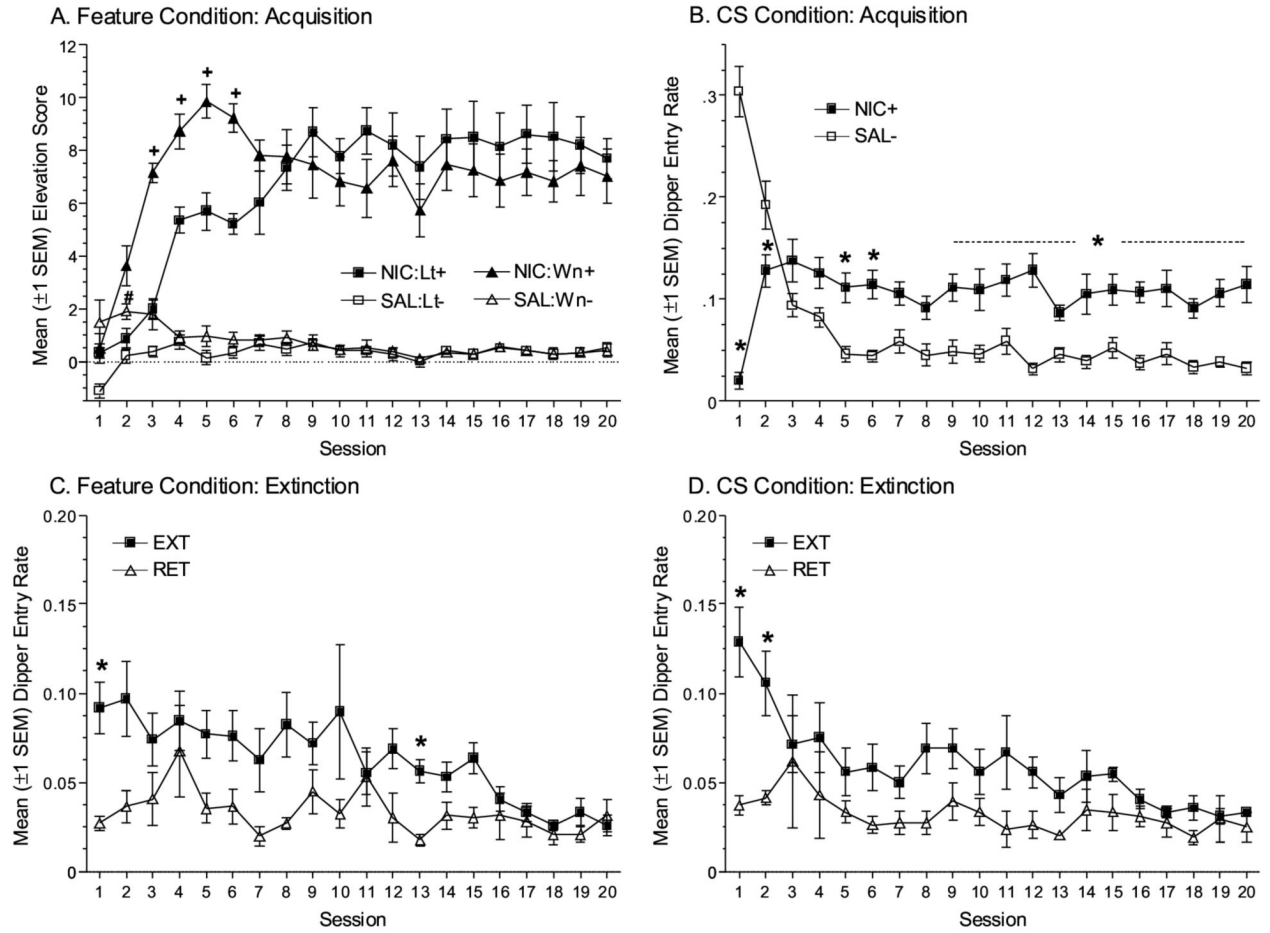 A. Feature Condition: Acquisition
Mean (±1 SEM) Elevation Score
12
10
8
6
4
2
0
+
+
+
+
#
NIC:Lt+
NIC:Wn+
SAL:Lt-
SAL:Wn-
1 2 3 4 5 6 7 8 9 10 11 12 13 14 15 16 17 18 19 20
Session
B. CS Condition: Acquisition
Mean (±1 SEM) Dipper Entry Rate
.3
.2
.1
0
NIC+
SAL-
*
*
*
*
*
1 2 3 4 5 6 7 8 9 10 11 12 13 14 15 16 17 18 19 20
Session
C. Feature Condition: Extinction
Mean (±1 SEM) Dipper Entry Rate
0.20
0.15
0.10
0.05
0
EXT
RET
*
*
1 2 3 4 5 6 7 8 9 10 11 12 13 14 15 16 17 18 19 20
Session
D. CS Condition: Extinction
Mean (±1 SEM) Dipper Entry Rate
0.20
0.15
0.10
0.05
0
EXT
RET
*
*
1 2 3 4 5 6 7 8 9 10 11 12 13 14 15 16 17 18 19 20
Session